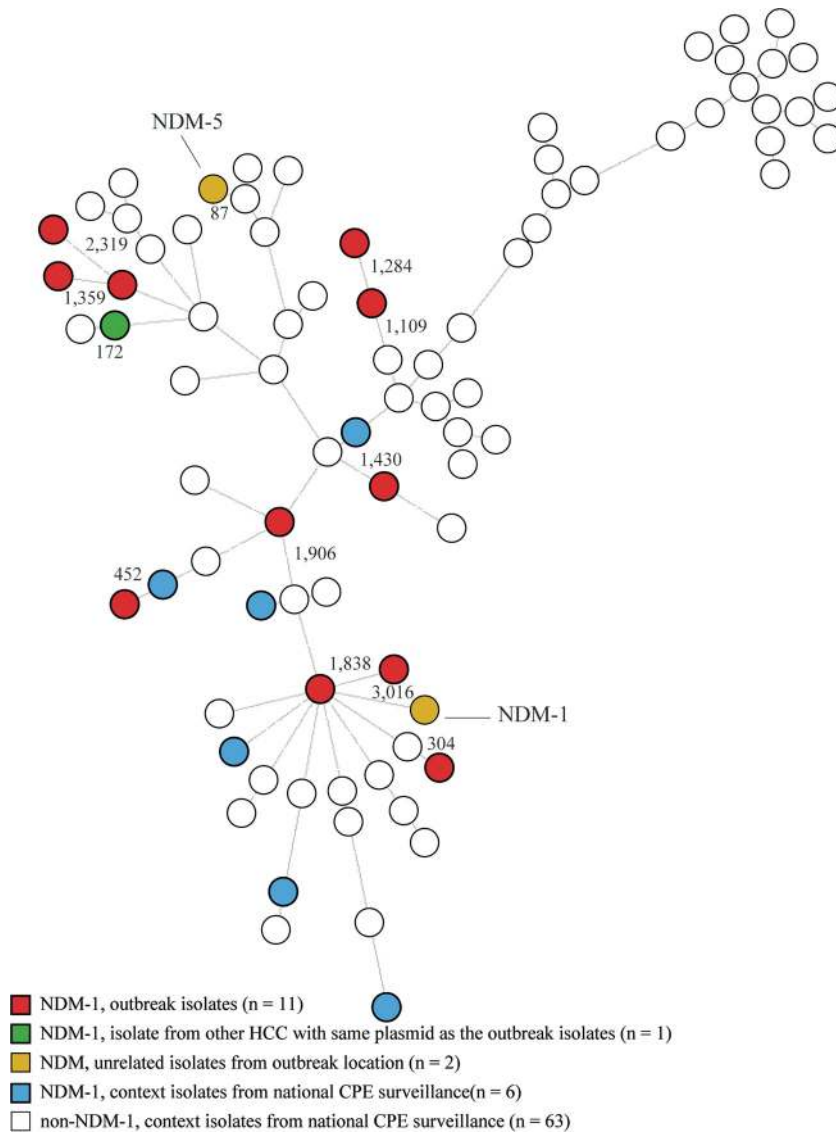 NDM-5
87
2,319
1,284
1,359
1,109
172
1,430
1,906
452
1,838
3,016
NDM-1
304
NDM-1, outbreak isolates (n = 11)
NDM-1, isolate from other HCC with same plasmid as the outbreak isolates (n = 1)
NDM, unrelated isolates from outbreak location (n = 2)
NDM-1, context isolates from national CPE surveillance(n = 6)
non-NDM-1, context isolates from national CPE surveillance (n = 63)